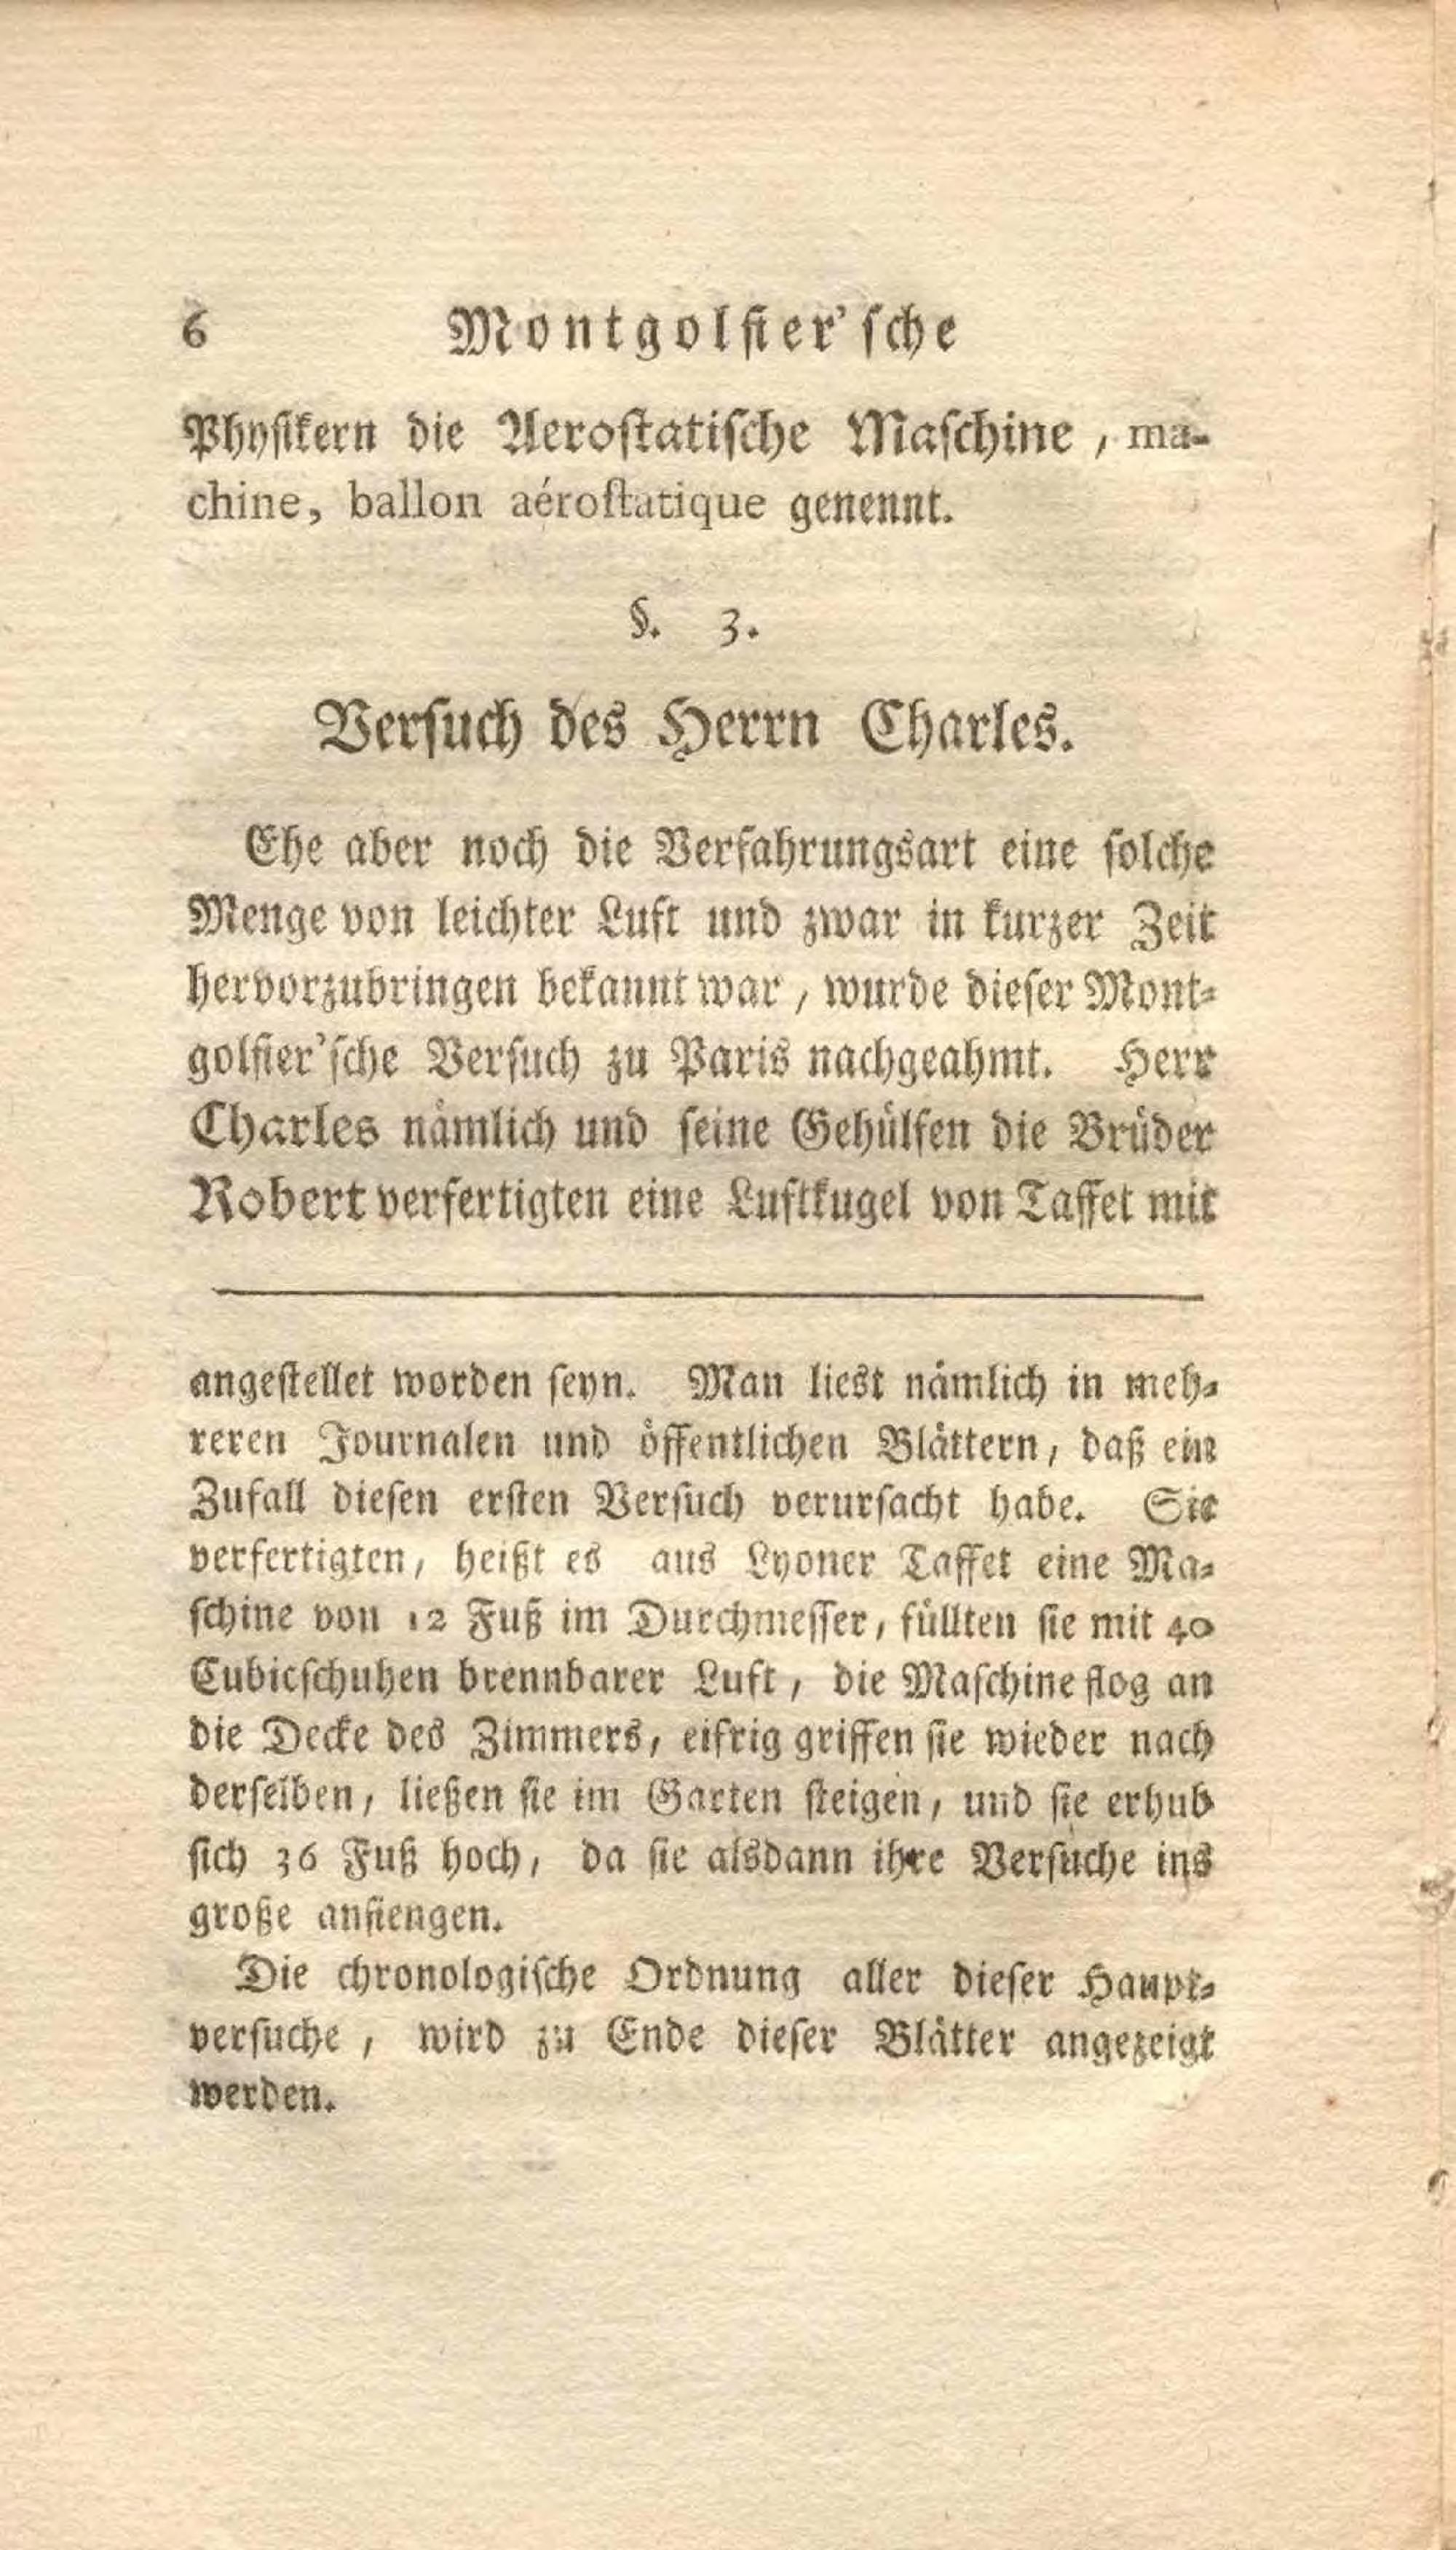 6 Montgolfier'sche
Physikern die Aerostatische Maschine, ma-
chine, ballon aérostatique genennt.
§. 3.
Versuch des Herrn Charles.
Ehe aber noch die Verfahrungsart eine solche
Menge von leichter Luft und zwar in kurzer Zeit
hervorzubringen bekannt war, wurde dieser Mont-
golfier'sche Versuch zu Paris nachgeahmt. Herr
Charles nämlich und seine Gehülfen die Brüder
Robert verfertigten eine Luftkugel von Taffet mit
angestellet worden seyn. Man liest nämlich in meh-
reren Journalen und öffentlichen Blättern, daß ein
Zufall diesen ersten Versuch verursacht habe. Sie
verfertigten, heißt es aus Lyoner Taffet eine Ma-
schine von 12 Fuß im Durchmesser, füllten sie mit 40
Cubicschuhen brennbarer Luft, die Maschine flog an
die Decke des Zimmers, eifrig griffen sie wieder nach
derselben, ließen sie im Garten steigen, und sie erhub
sich 36 Fuß hoch, da sie alsdann ihre Versuche ins
große anfiengen.
Die chronologische Ordnung aller dieser Haupt-
versuche, wird zu Ende dieser Blätter angezeigt
werden.